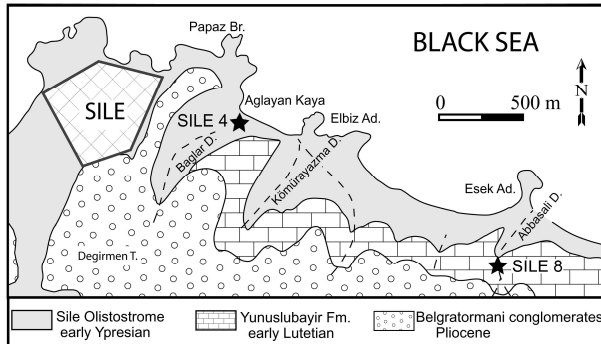 Papaz Br.
BLACK SEA
N
Aglayan Kaya
0 500 m
SILE
SILE 4
Elbiz Ad.
Baglar D.
Kömürayazma D.
Esek Ad.
Abbasali D.
Degirmen T.
SILE 8
Sile Olistostrome
early Ypresian
Yunuslubayir Fm.
early Lutetian
Belgratormani conglomerates
Pliocene